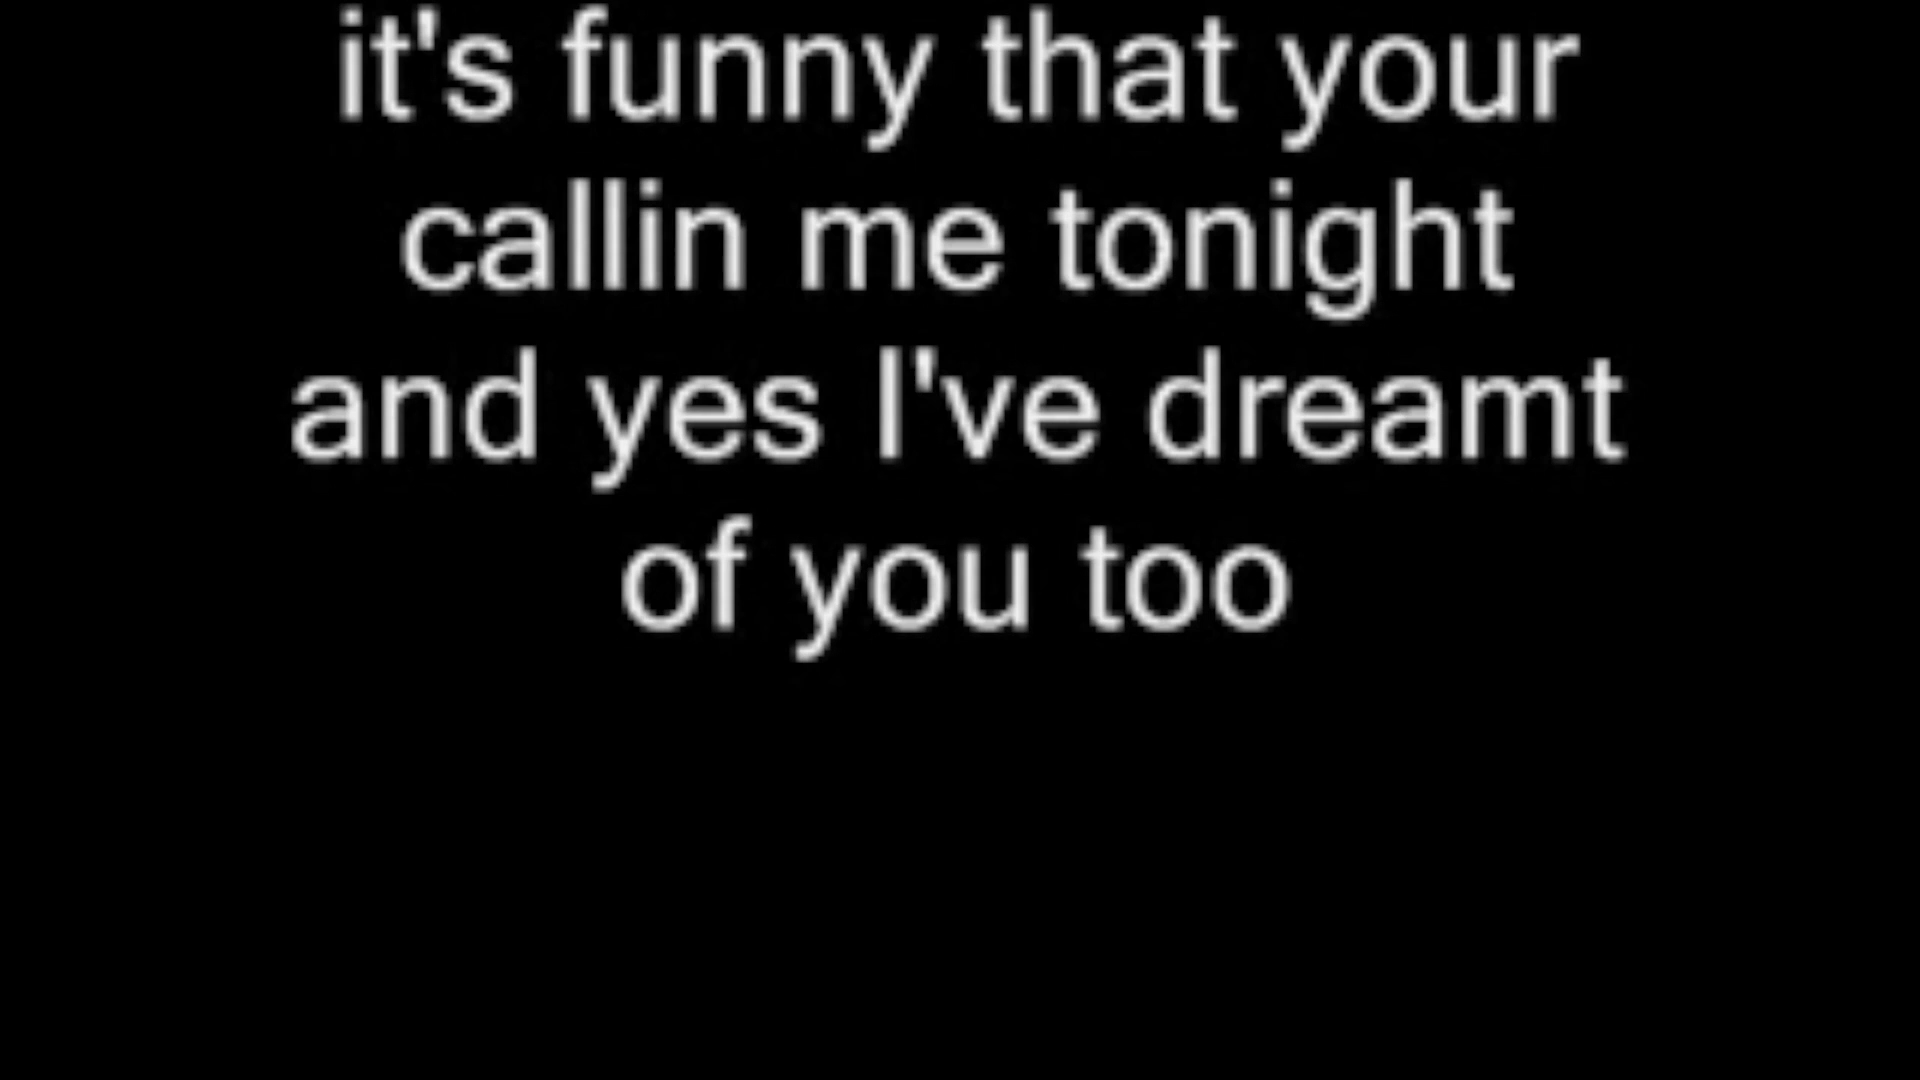 it's funny that your
callin me tonight
and yes I've dreamt
of you too